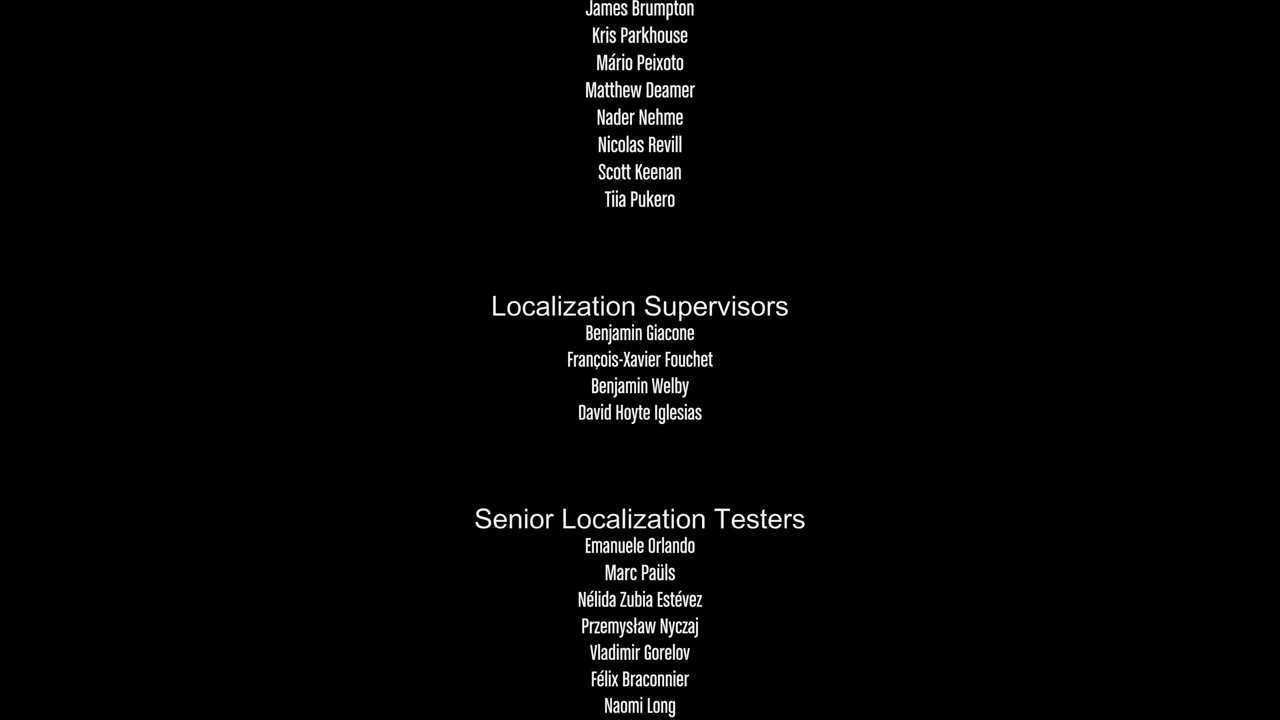 James Brumpton
Kris Parkhouse
Mário Peixoto
Matthew Deamer
Nader Nehme
Nicolas Revill
Scott Keenan
Tiia Pukero
Localization Supervisors
Benjamin Giacone
François-Xavier Fouchet
Benjamin Welby
David Hoyte Iglesias
Senior Localization Testers
Emanuele Orlando
Marc Paüls
Nélida Zubia Estévez
Przemysław Nyczaj
Vladimir Gorelov
Félix Braconnier
Naomi Long